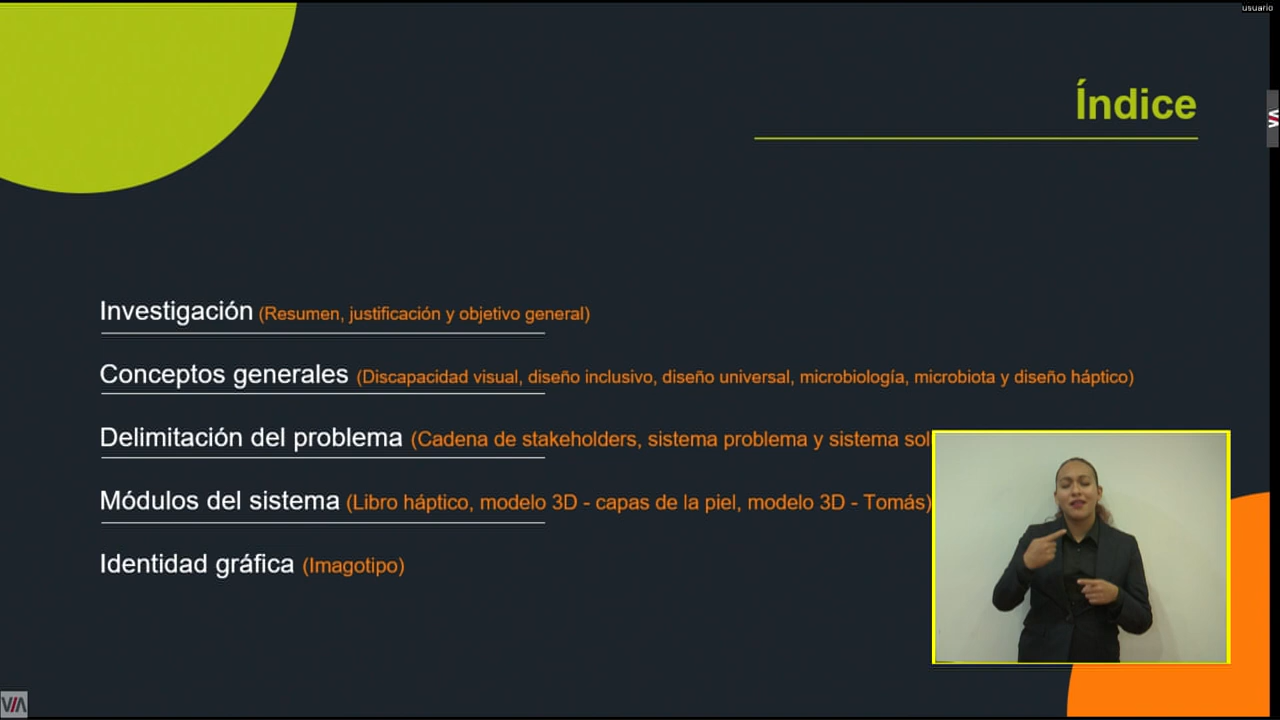 usuario
Índice
Investigación (Resumen, justificación y objetivo general)
Conceptos generales (Discapacidad visual, diseño inclusivo, diseño universal, microbiología, microbiota y diseño háptico)
Delimitación del problema (Cadena de stakeholders, sistema problema y sistema
Módulos del sistema (Libro háptico, modelo 3D - capas de la piel, modelo 3D - Tomás)
Identidad gráfica (Imagotipo)
VIA